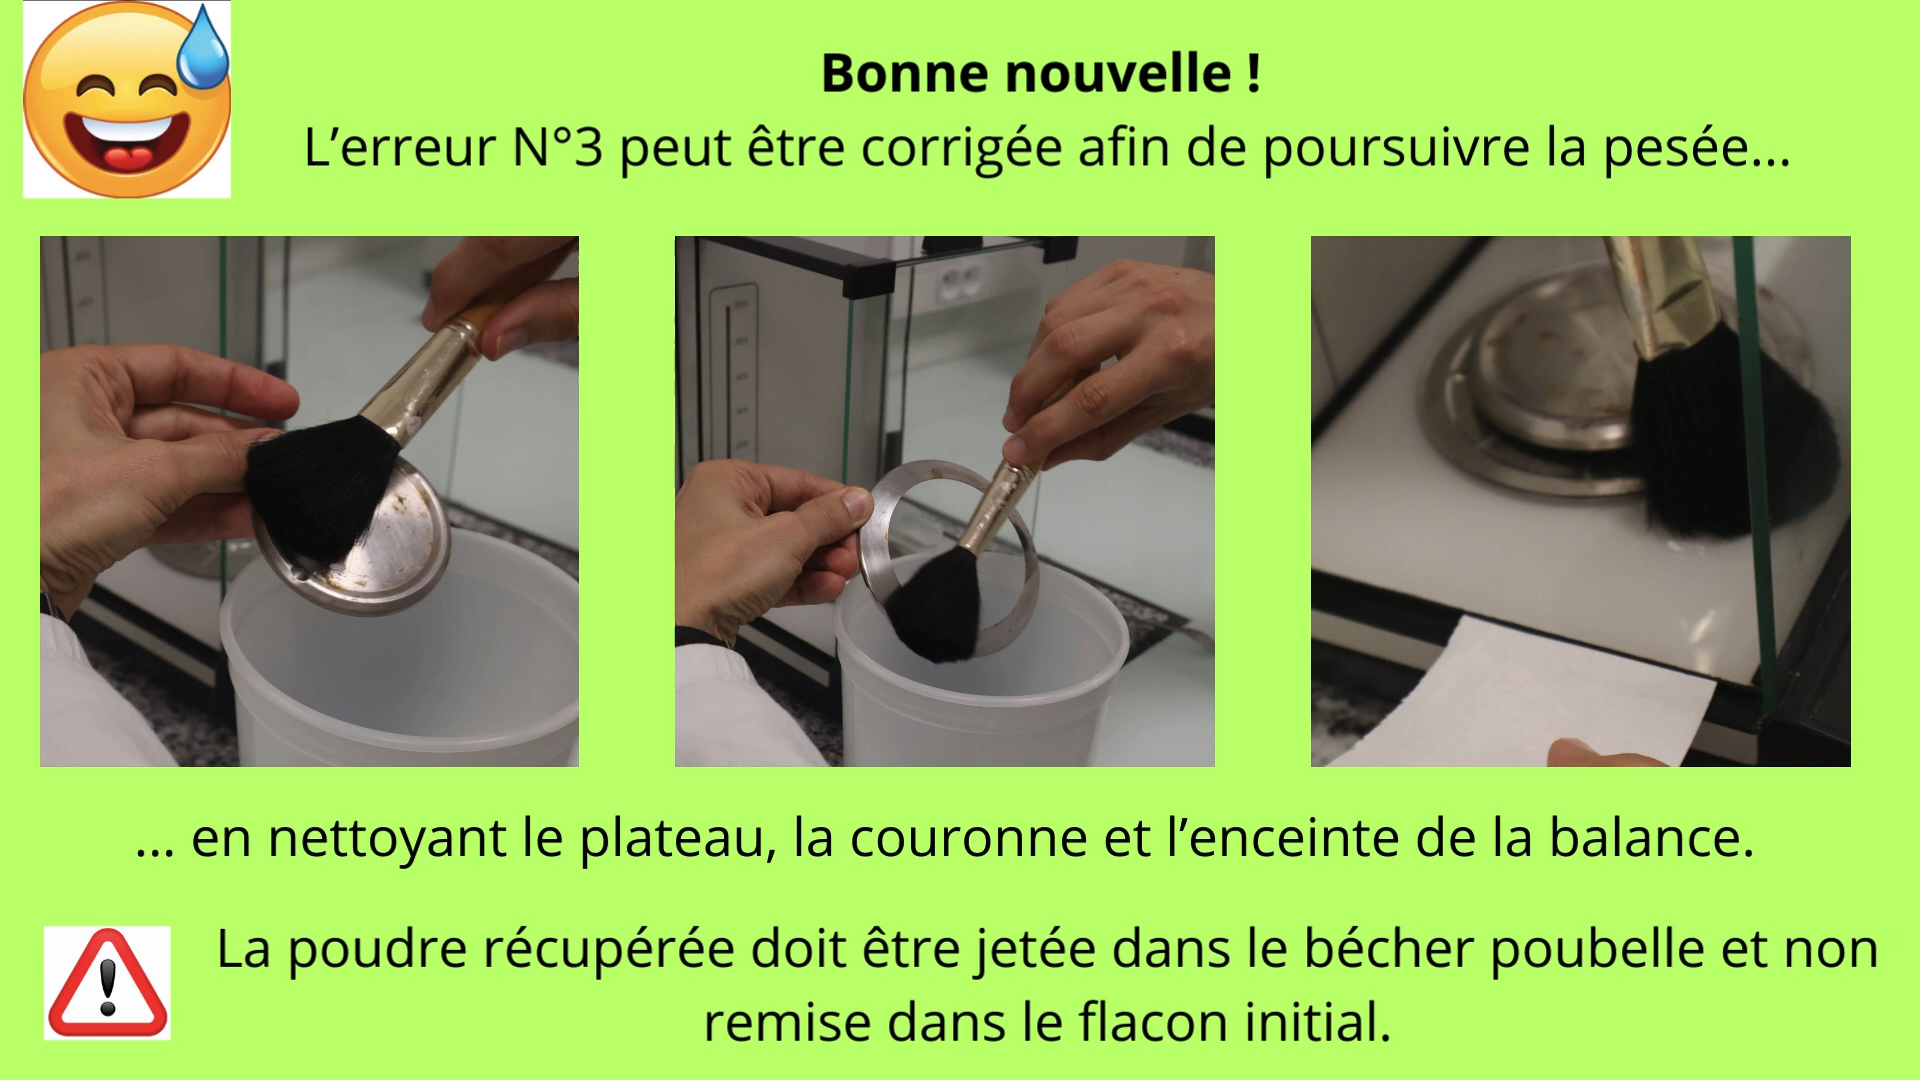 Bonne nouvelle !
L’erreur N°3 peut être corrigée afin de poursuivre la pesée...
... en nettoyant le plateau, la couronne et l’enceinte de la balance.
La poudre récupérée doit être jetée dans le bécher poubelle et non
remise dans le flacon initial.